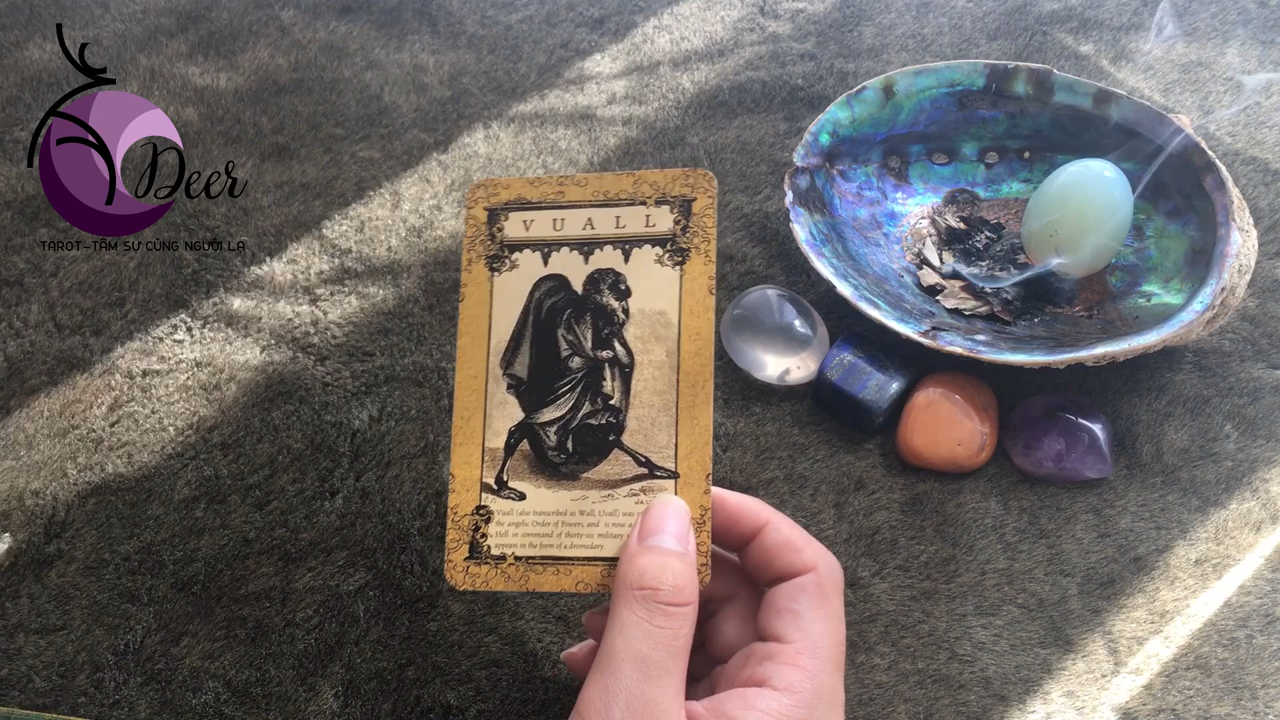 Deer
TAROT-TÂM SỰ CÙNG NGƯỜI LẠ
VUALL
Vuall (also transcribed as Wall, Uvall) was
the angelic Order of Powers, and is now a
Hell in command of thirty-six military
appears in the form of a dromedary.